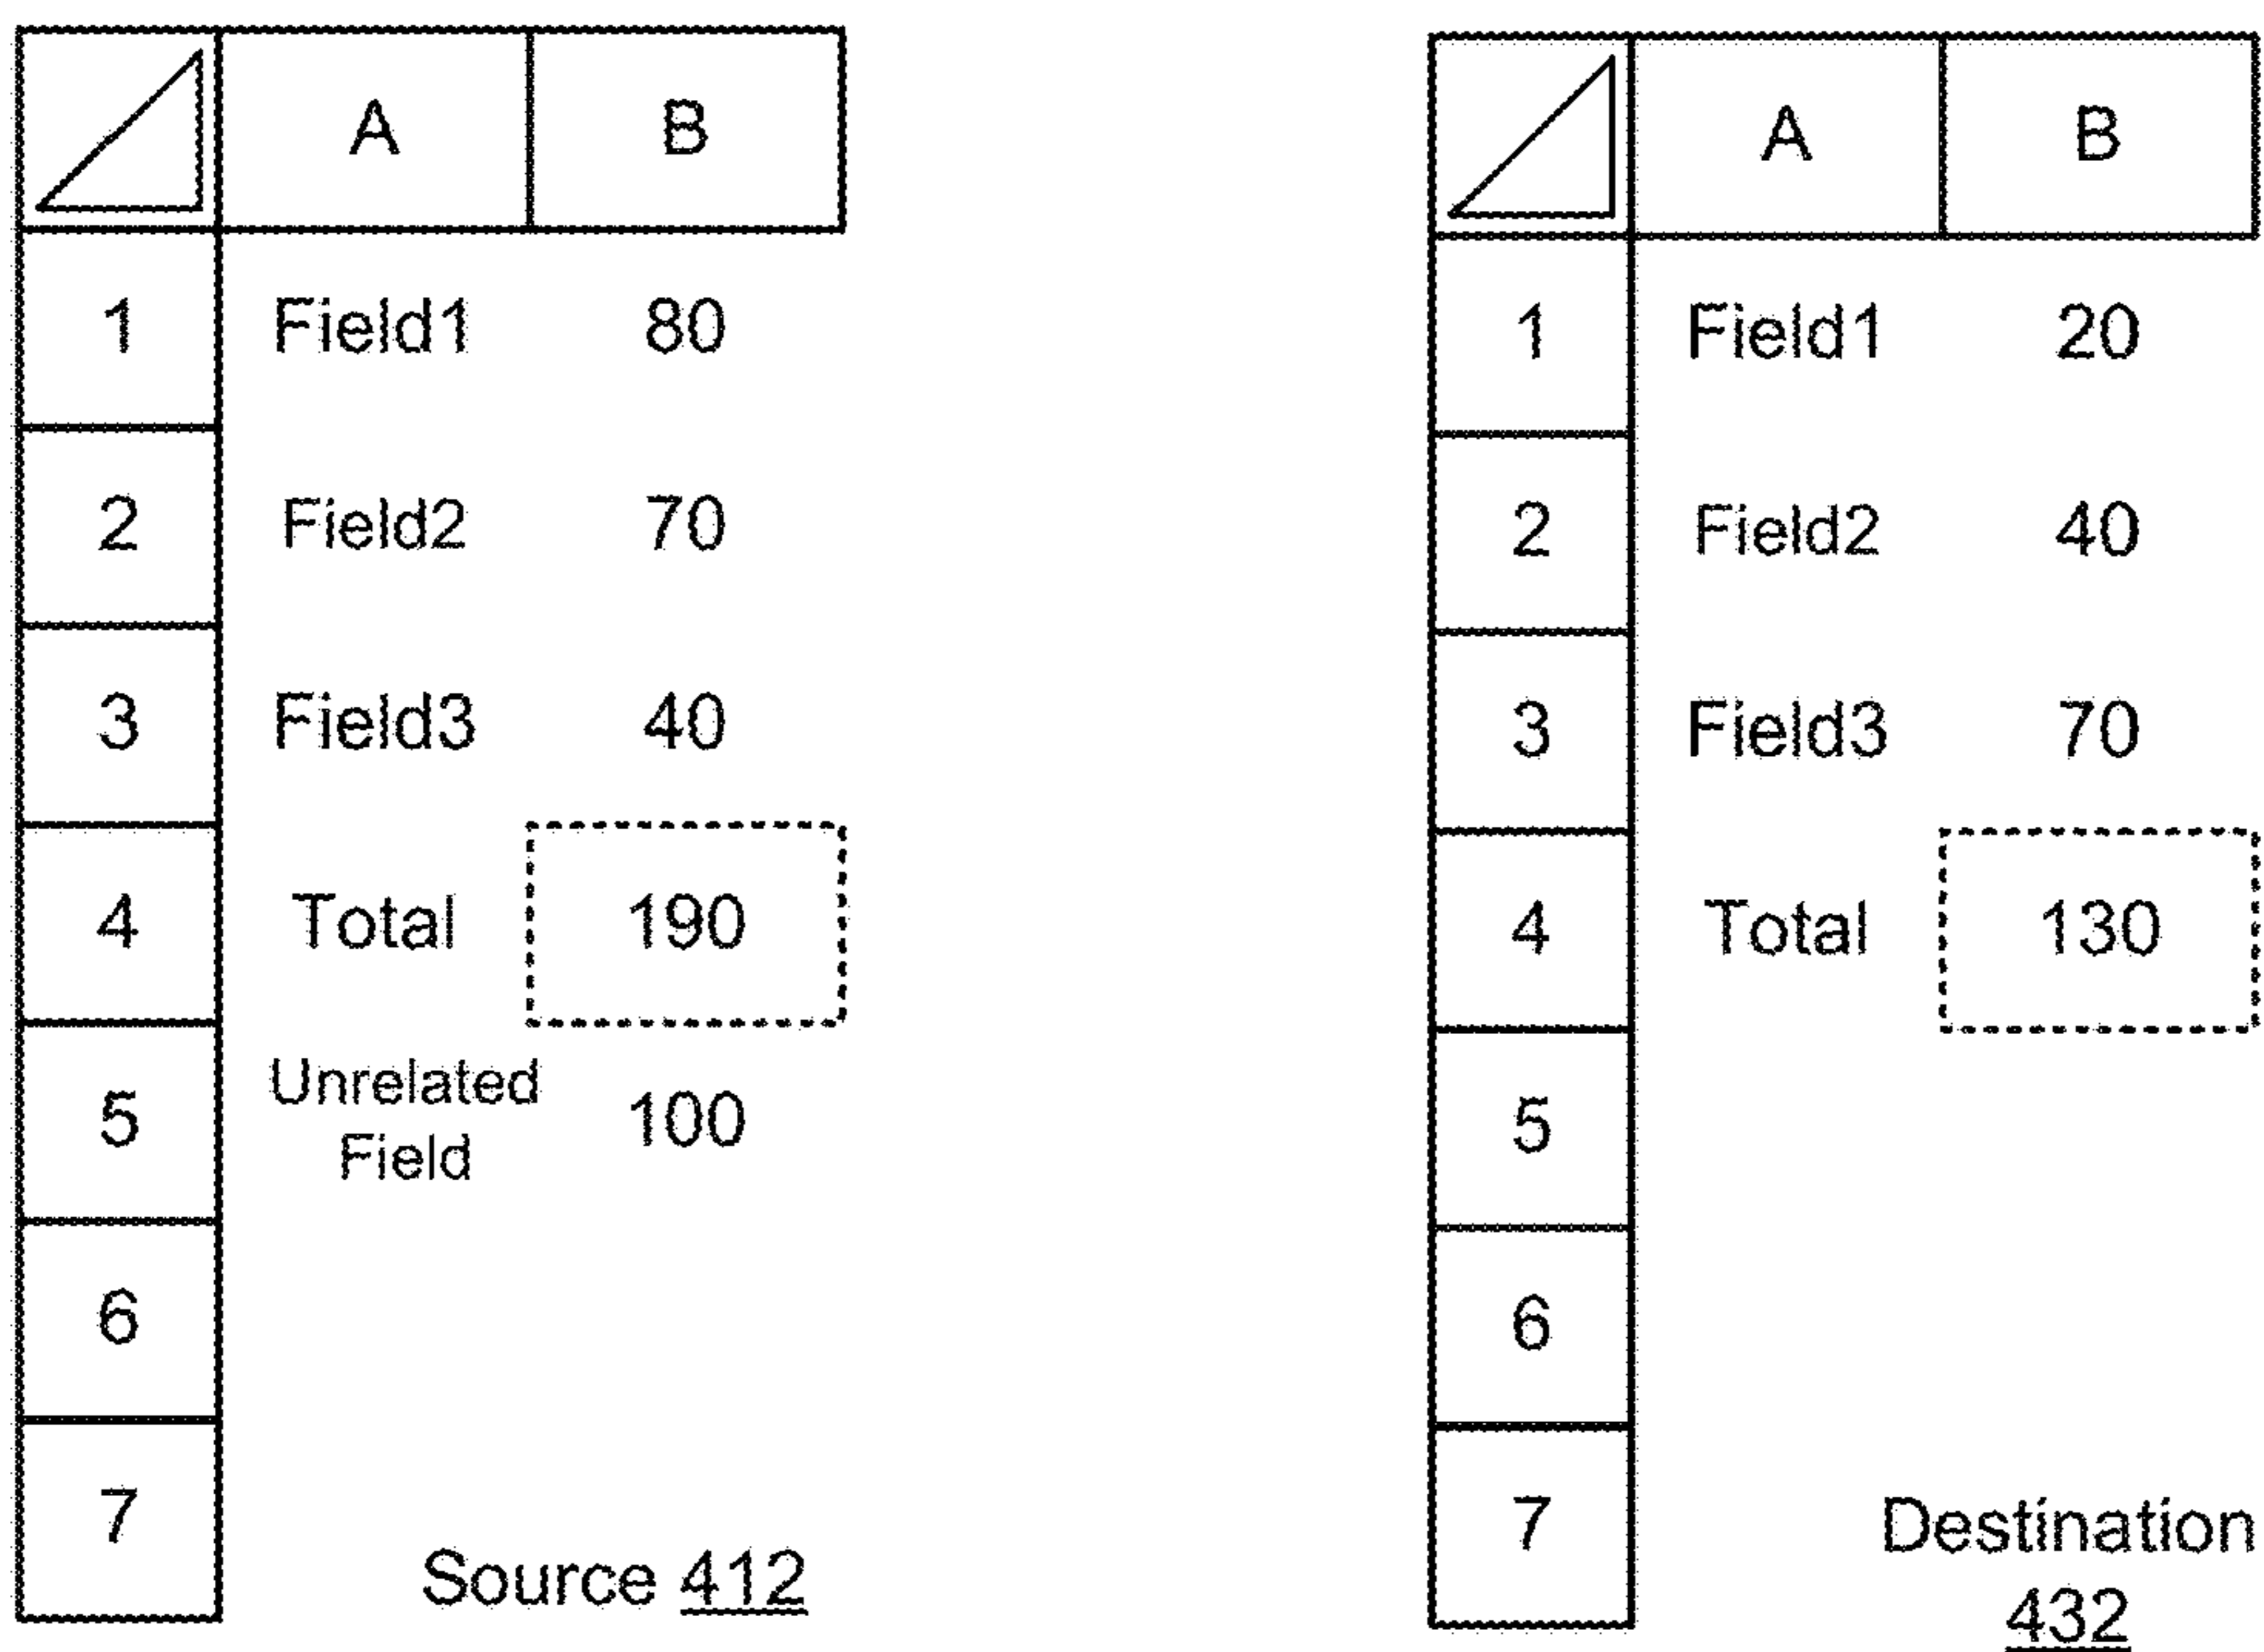 A B
1 Field1 80
2 Field2 70
3 Field3 40
4 Total 190
5 Unrelated Field 100
6
7
Source 412
A B
1 Field1 20
2 Field2 40
3 Field3 70
4 Total 130
5
6
7
Destination
432